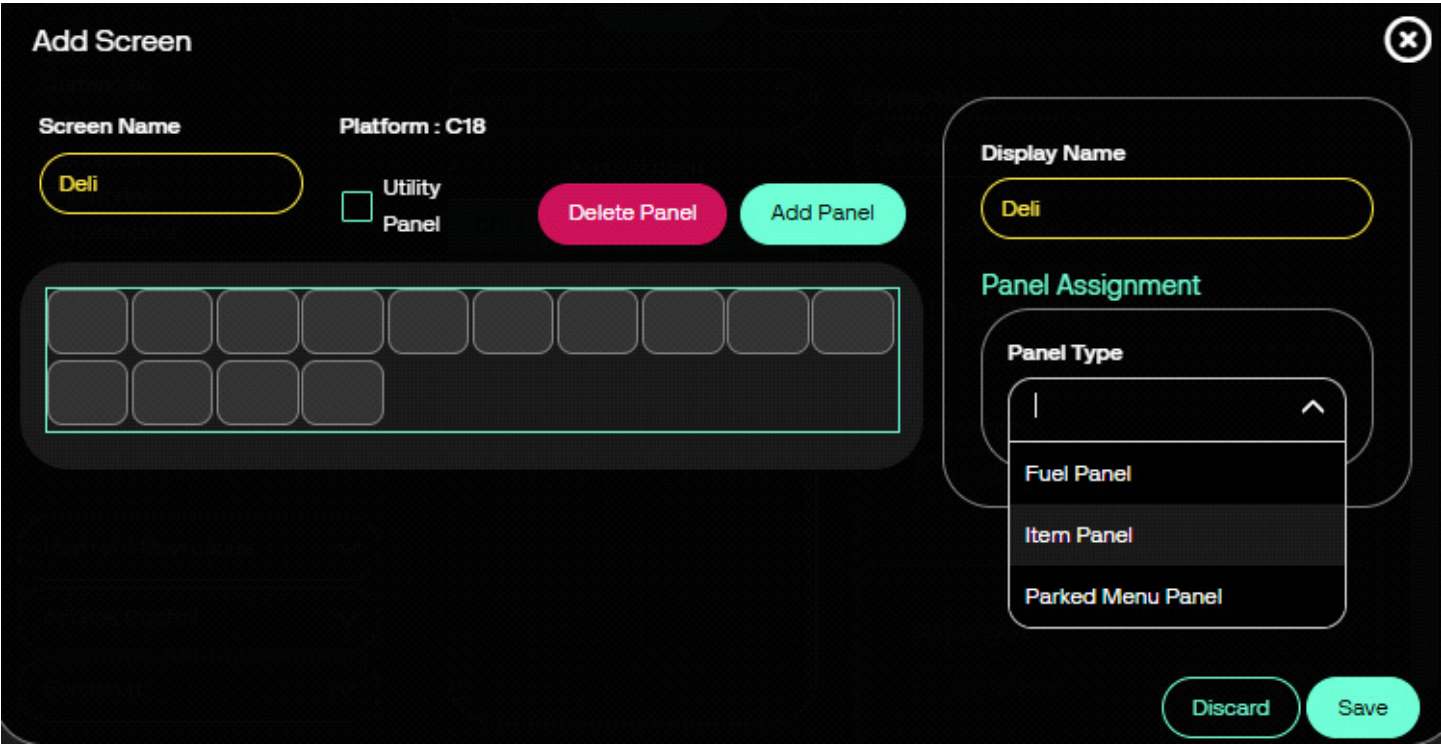 Add Screen
Screen Name
Platform : C18
Deli
Utility
Panel
Delete Panel
Add Panel
Display Name
Deli
Panel Assignment
Panel Type
Fuel Panel
Item Panel
Parked Menu Panel
Discard
Save